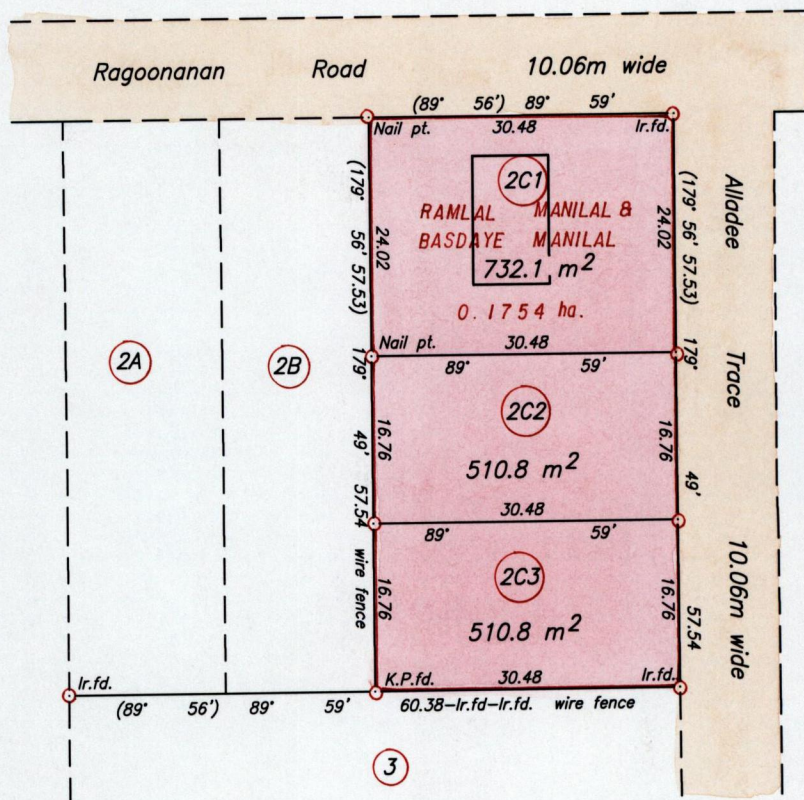 Ragoonanan Road 10.06m wide
(89° 56') 89° 59'
Nail pt. 30.48 Ir.fd.
2C1
RAMLAL MANILAL &
BASDAYE MANILAL
732.1 m²
0.1754 ha.
(179° 56' 57.53)
24.02
24.02
(179° 56' 57.53)
Alladee Trace 10.06m wide
Nail pt. 30.48
89° 59'
2A
2B
179° 49' 57.54 wire fence
179° 49' 57.54
2C2
16.76
16.76
510.8 m²
30.48
89° 59'
2C3
16.76
16.76
510.8 m²
Ir.fd.
K.P.fd. 30.48 Ir.fd.
(89° 56') 89° 59'
60.38-Ir.fd-Ir.fd. wire fence
3